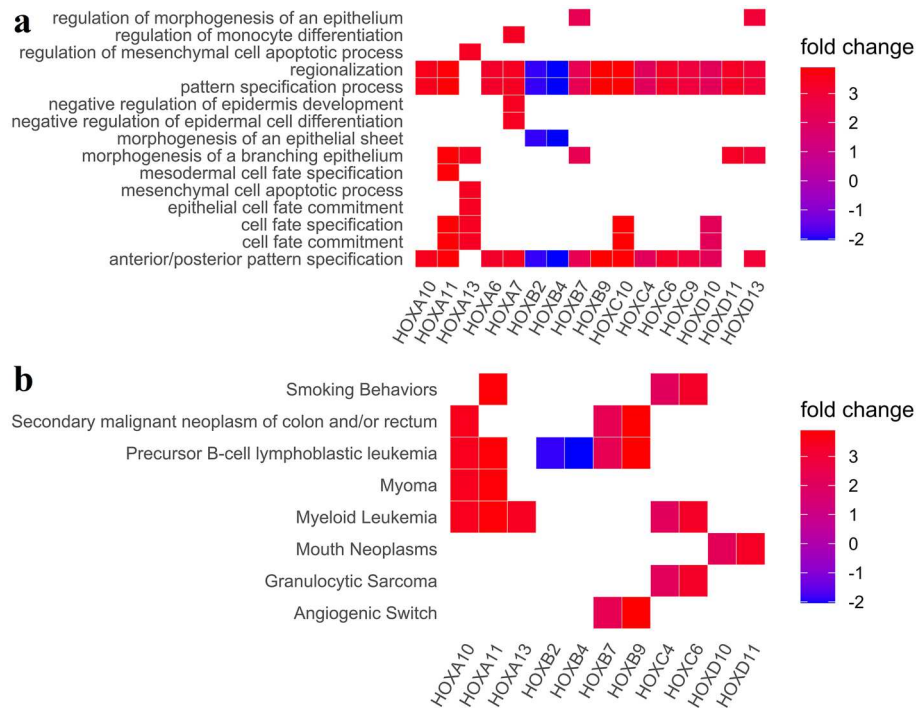 a
regulation of morphogenesis of an epithelium
regulation of monocyte differentiation
regulation of mesenchymal cell apoptotic process
regionalization
pattern specification process
negative regulation of epidermis development
negative regulation of epidermal cell differentiation
morphogenesis of an epithelial sheet
morphogenesis of a branching epithelium
mesodermal cell fate specification
mesenchymal cell apoptotic process
epithelial cell fate commitment
cell fate specification
cell fate commitment
anterior/posterior pattern specification
HOXA10
HOXA11
HOXA13
HOXA6
HOXA7
HOXB2
HOXB4
HOXB7
HOXB9
HOXC10
HOXC4
HOXC6
HOXC9
HOXD10
HOXD11
HOXD13
fold change
3
2
1
0
-1
-2
b
Smoking Behaviors
Secondary malignant neoplasm of colon and/or rectum
Precursor B-cell lymphoblastic leukemia
Myoma
Myeloid Leukemia
Mouth Neoplasms
Granulocytic Sarcoma
Angiogenic Switch
HOXA10
HOXA11
HOXA13
HOXB2
HOXB4
HOXB7
HOXB9
HOXC4
HOXC6
HOXD10
HOXD11
fold change
3
2
1
0
-1
-2